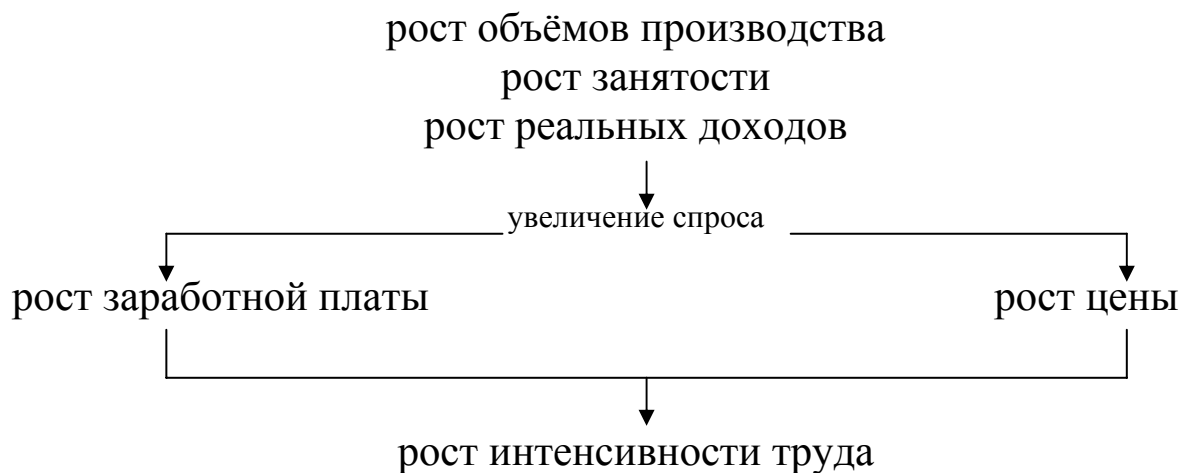 рост объёмов производства
рост занятости
рост реальных доходов
увеличение спроса
рост заработной платы
рост цены
рост интенсивности труда